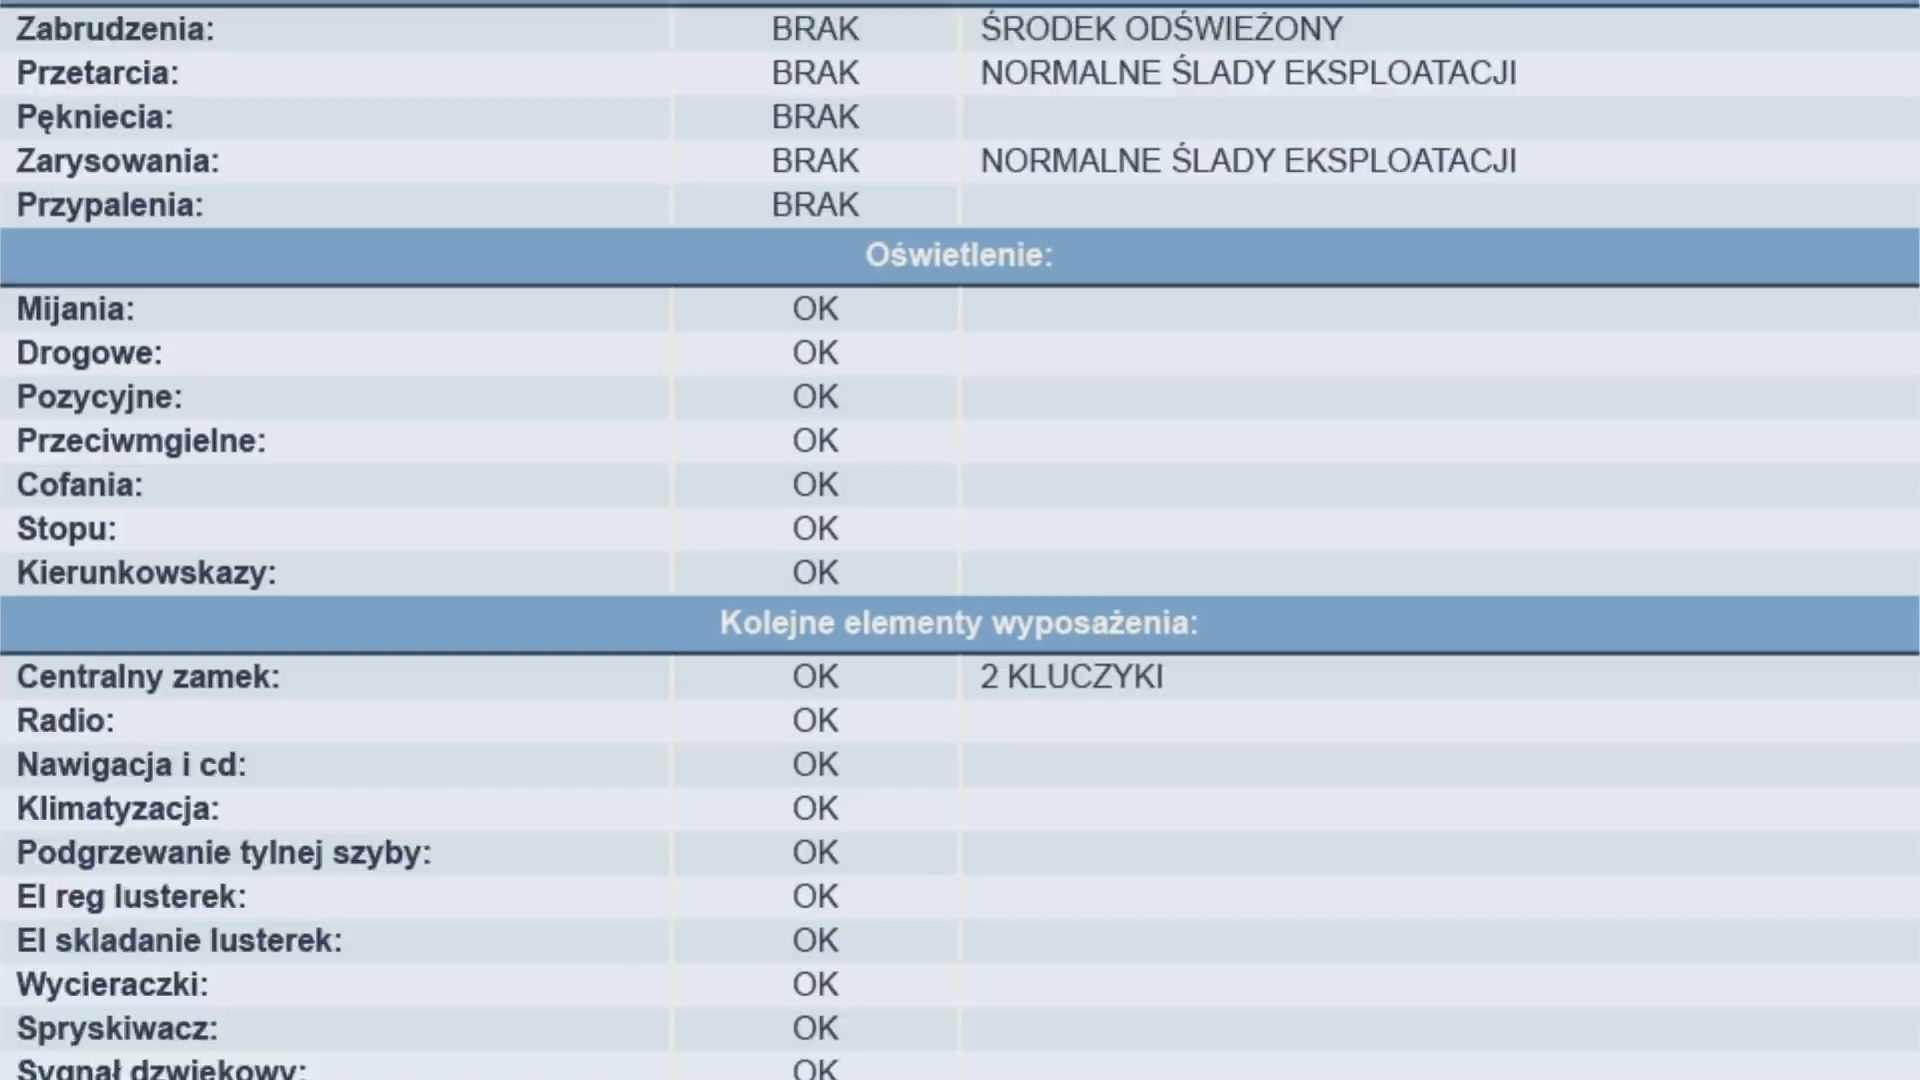 Zabrudzenia: BRAK ŚRODEK ODŚWIEŻONY
Przetarcia: BRAK NORMALNE ŚLADY EKSPLOATACJI
Pękniecia: BRAK
Zarysowania: BRAK NORMALNE ŚLADY EKSPLOATACJI
Przypalenia: BRAK
Oświetlenie:
Mijania: OK
Drogowe: OK
Pozycyjne: OK
Przeciwmgielne: OK
Cofania: OK
Stopu: OK
Kierunkowskazy: OK
Kolejne elementy wyposażenia:
Centralny zamek: OK 2 KLUCZYKI
Radio: OK
Nawigacja i cd: OK
Klimatyzacja: OK
Podgrzewanie tylnej szyby: OK
El reg lusterek: OK
El skladanie lusterek: OK
Wycieraczki: OK
Spryskiwacz: OK
Sygnał dzwiekowy: OK